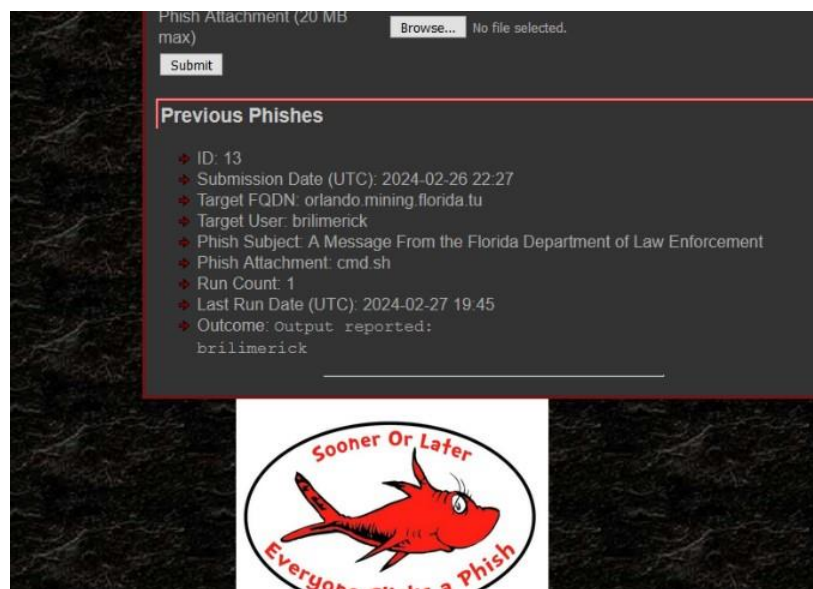 Phish Attachment (20 MB
max)
Browse... No file selected.
Submit
Previous Phishes
ID: 13
Submission Date (UTC): 2024-02-26 22:27
Target FQDN: orlando.mining.florida.tu
Target User: brilimerick
Phish Subject: A Message From the Florida Department of Law Enforcement
Phish Attachment: cmd.sh
Run Count: 1
Last Run Date (UTC): 2024-02-27 19:45
Outcome: Output reported:
brilimerick
Sooner Or Later
Everyone a Phish